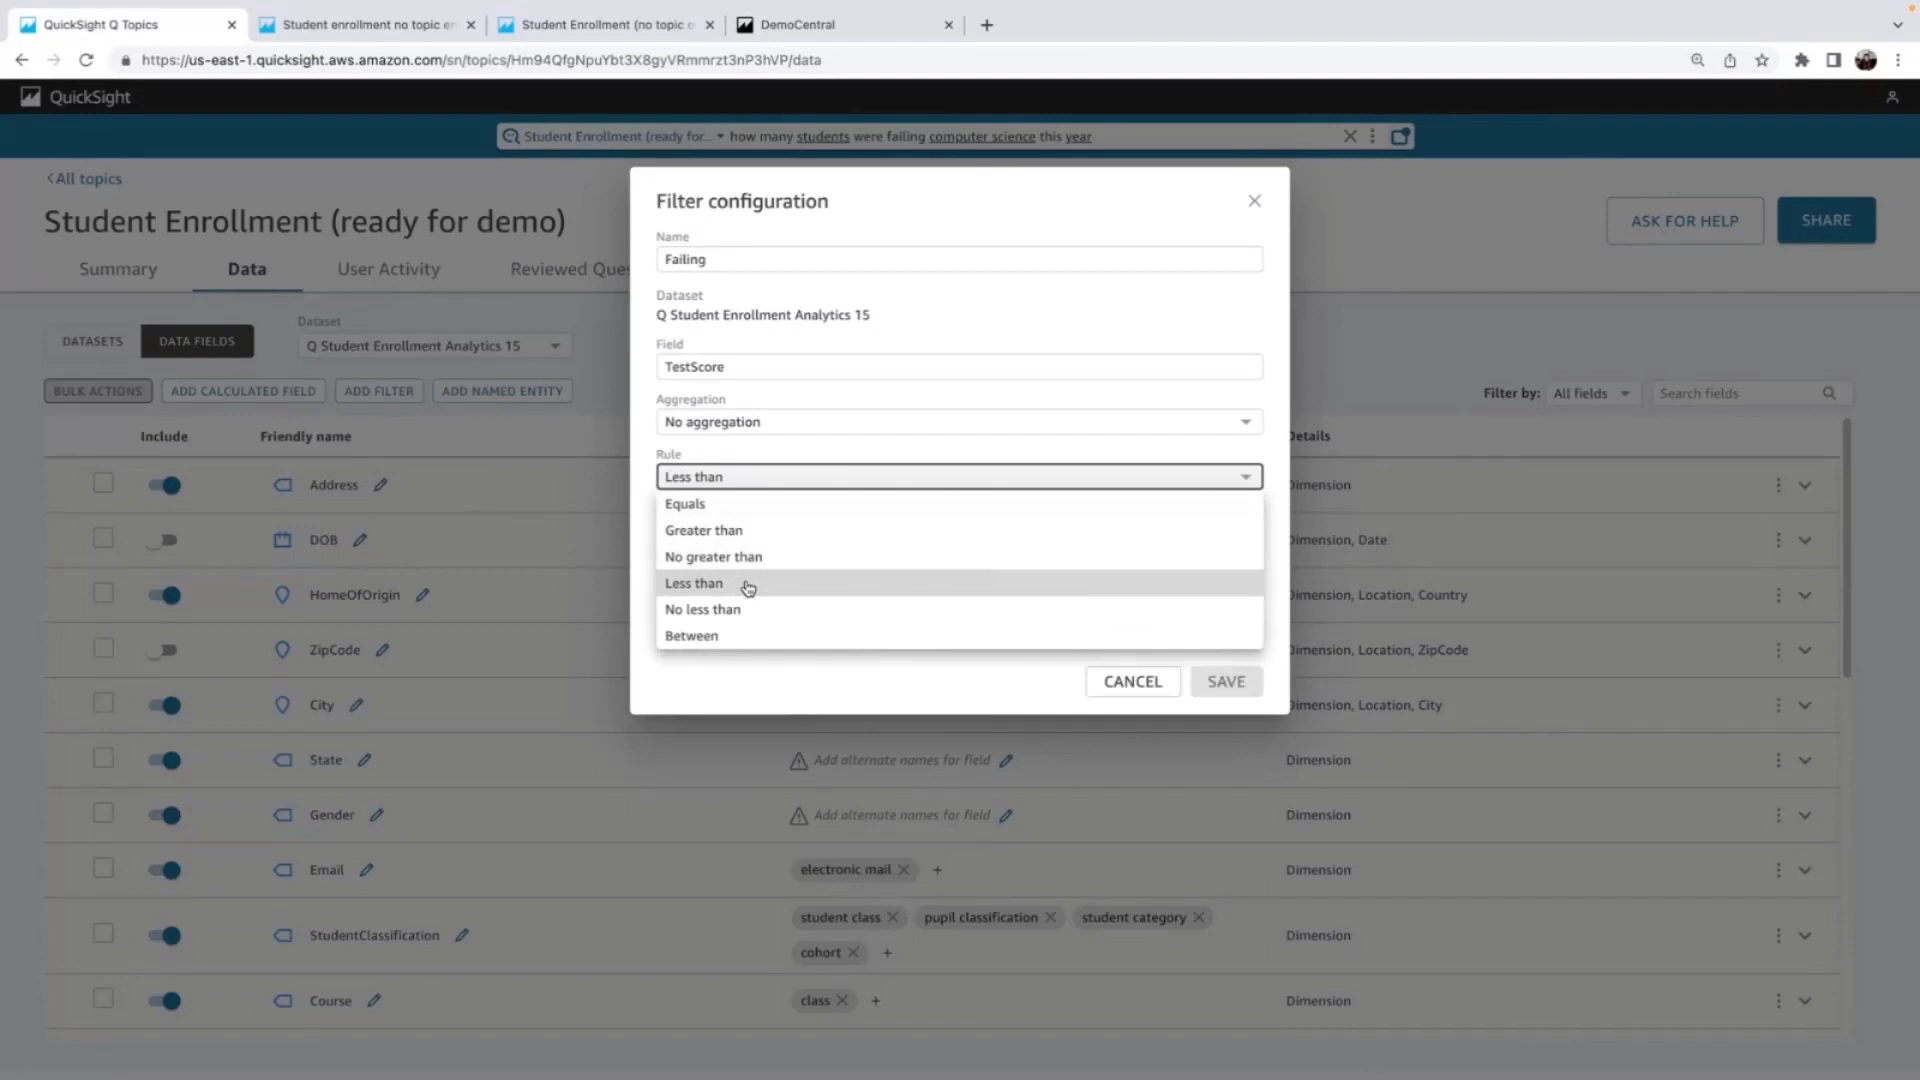 QuickSight Q Topics
Student enrollment no topic en
Student Enrollment (no topic e
DemoCentral
https://us-east-1.quicksight.aws.amazon.com/sn/topics/Hm94QfgNpuYbt3X8gyVRmmrzt3nP3hVP/data
QuickSight
Student Enrollment (ready for... how many students were failing computer science this year
All topics
Student Enrollment (ready for demo)
ASK FOR HELP
SHARE
Summary
Data
User Activity
Reviewed Ques
DATASETS
DATA FIELDS
Dataset
Q Student Enrollment Analytics 15
BULK ACTIONS
ADD CALCULATED FIELD
ADD FILTER
ADD NAMED ENTITY
Filter by: All fields
Search fields
Include
Friendly name
Details
Filter configuration
Name
Failing
Dataset
Q Student Enrollment Analytics 15
Field
TestScore
Aggregation
No aggregation
Rule
Less than
Equals
Greater than
No greater than
Less than
No less than
Between
CANCEL
SAVE
Address
Dimension
DOB
Dimension, Date
HomeOfOrigin
Dimension, Location, Country
ZipCode
Dimension, Location, ZipCode
City
Dimension, Location, City
State
Add alternate names for field
Dimension
Gender
Add alternate names for field
Dimension
Email
electronic mail
Dimension
StudentClassification
student class
pupil classification
student category
cohort
Dimension
Course
class
Dimension